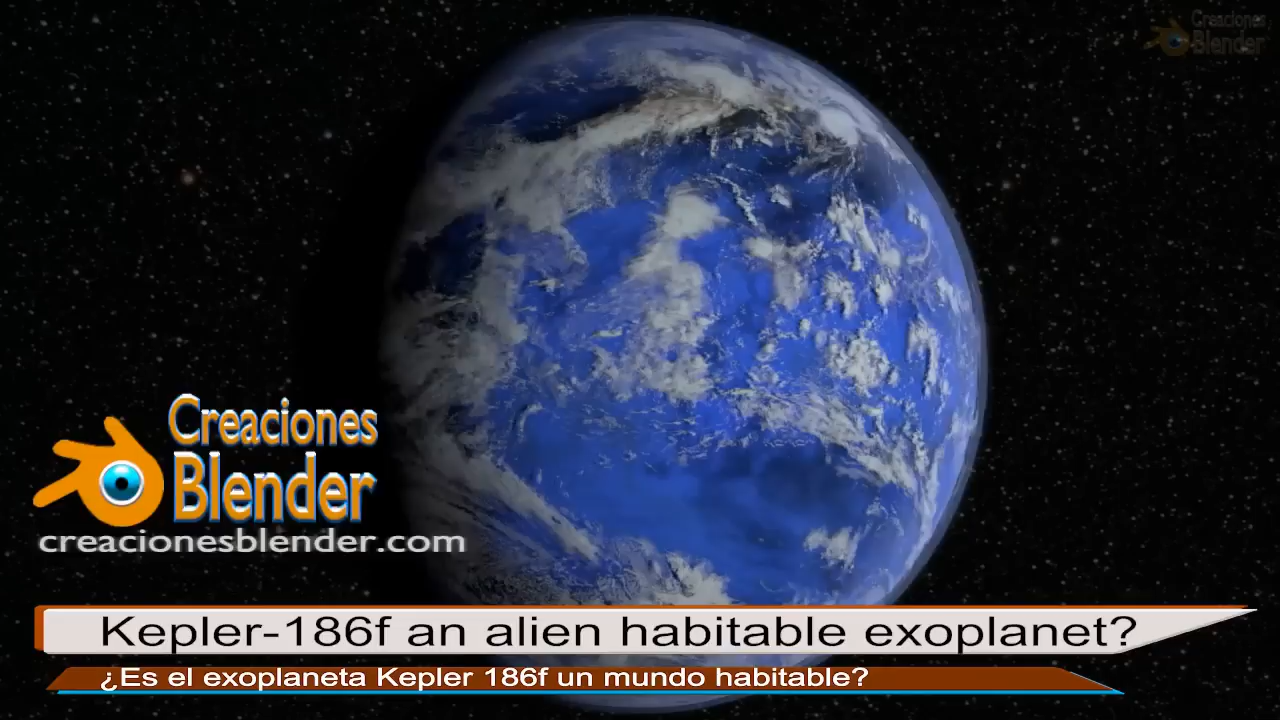 Creaciones
Blender
Creaciones
Blender
creacionesblender.com
Kepler-186f an alien habitable exoplanet?
¿Es el exoplaneta Kepler 186f un mundo habitable?